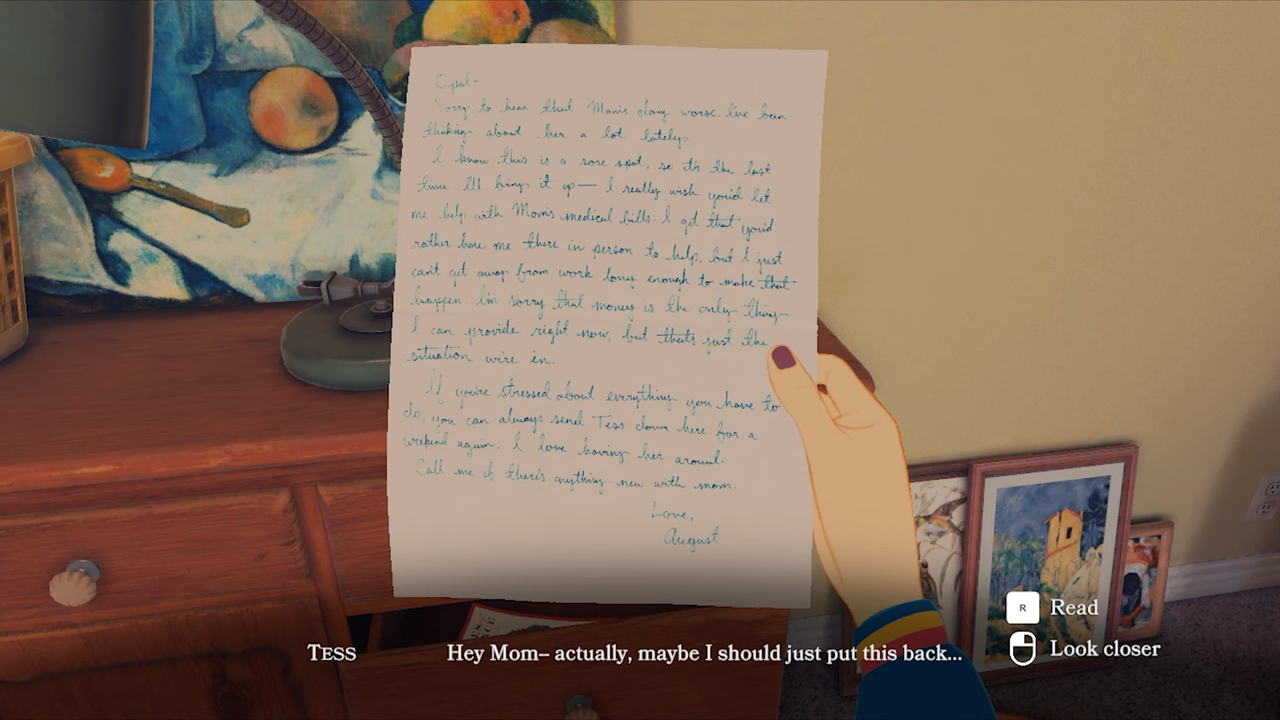 Opal-
Sorry to hear that Mom's doing worse. I've been
thinking about her a lot lately.
I know this is a sore spot, so it's the last
time I'll bring it up— I really wish you'd let
me help with Mom's medical bills. I get that you'd
rather have me there in person to help, but I just
can't get away from work long enough to make that
happen. I'm sorry that money is the only thing
I can provide right now, but that's just the
situation we're in.
If you're stressed about everything you have to
do, you can always send Tess down here for a
weekend again. I love having her around.
Call me if there's anything new with mom.
Love,
August
R Read
TESS Hey Mom– actually, maybe I should just put this back...
Look closer